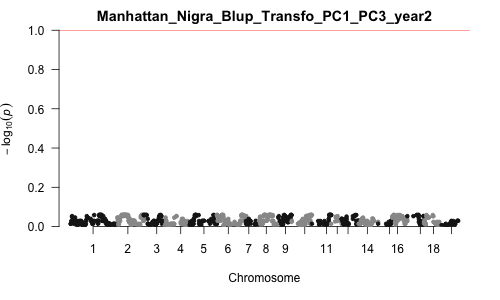 Manhattan_Nigra_Blup_Transfo_PC1_PC3_year2
1.0
0.8
0.6
0.4
0.2
0.0
− log10(p)
1 2 3 4 5 6 7 8 9 11 14 16 18
Chromosome